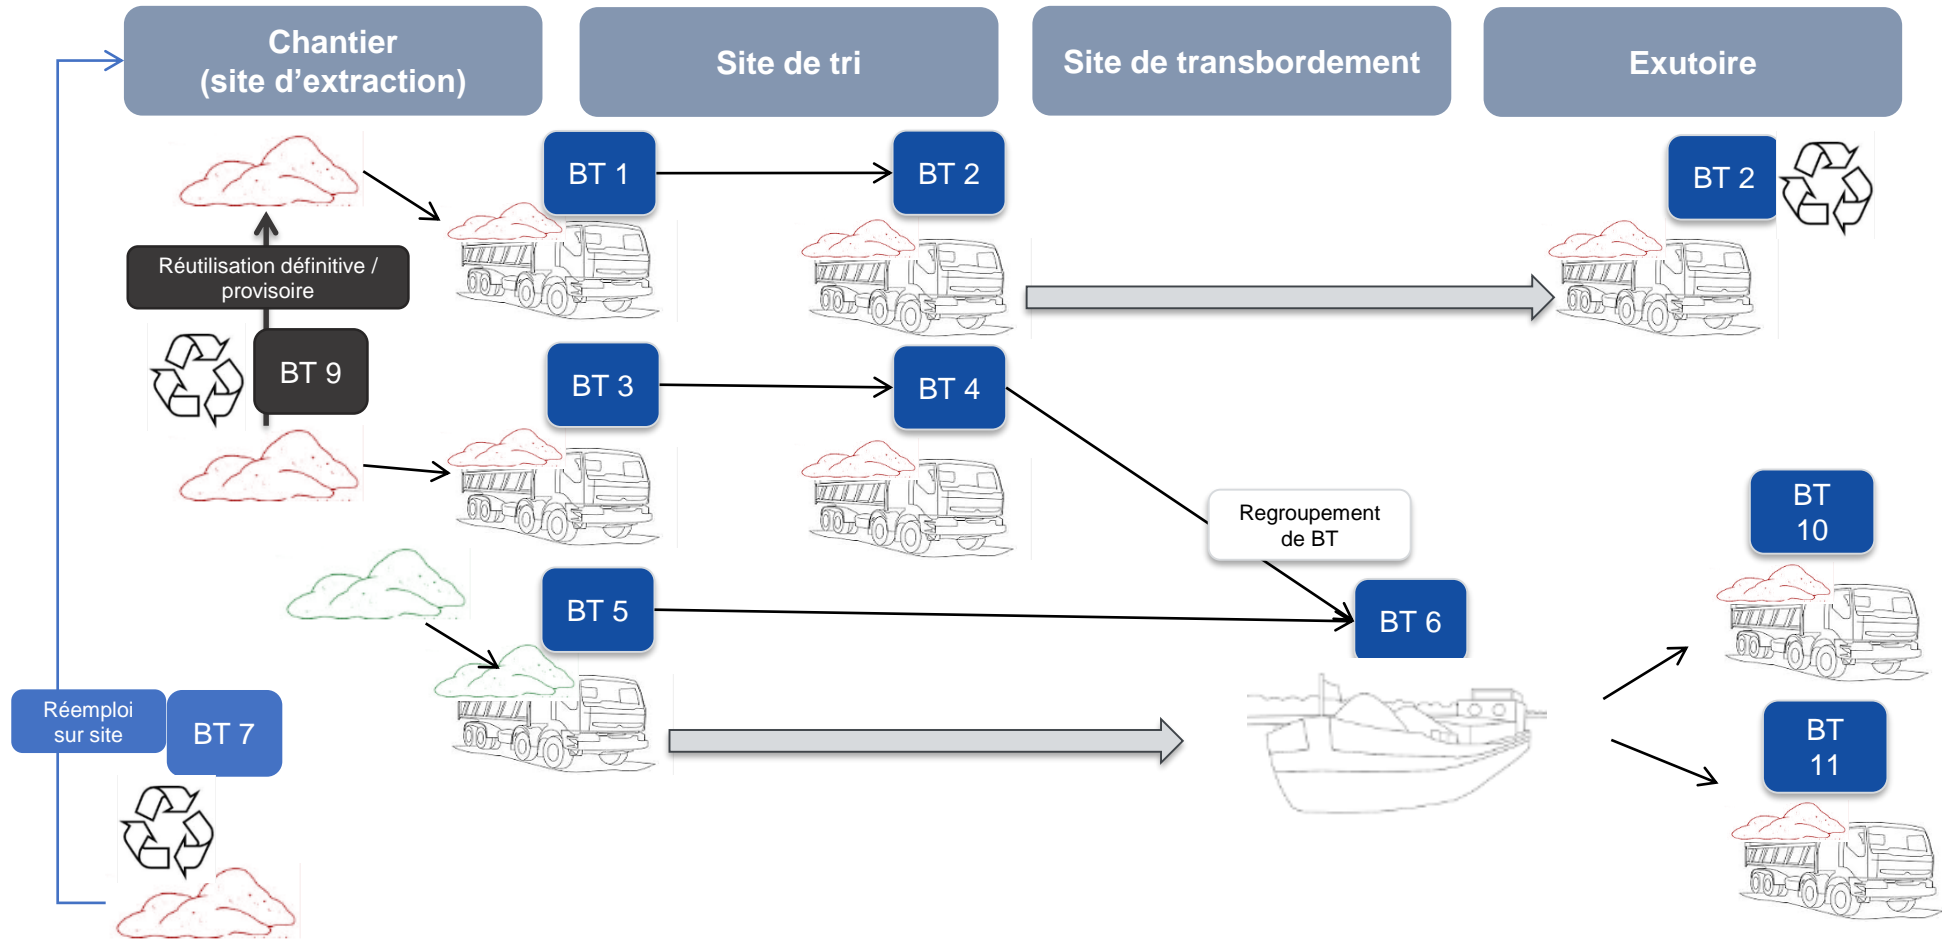 Chantier
(site d’extraction)
Site de tri
Site de transbordement
Exutoire
BT 1
BT 2
BT 2
Réutilisation définitive /
provisoire
BT 9
BT 3
BT 4
Regroupement
de BT
BT
10
BT 5
BT 6
Réemploi
sur site
BT 7
BT
11